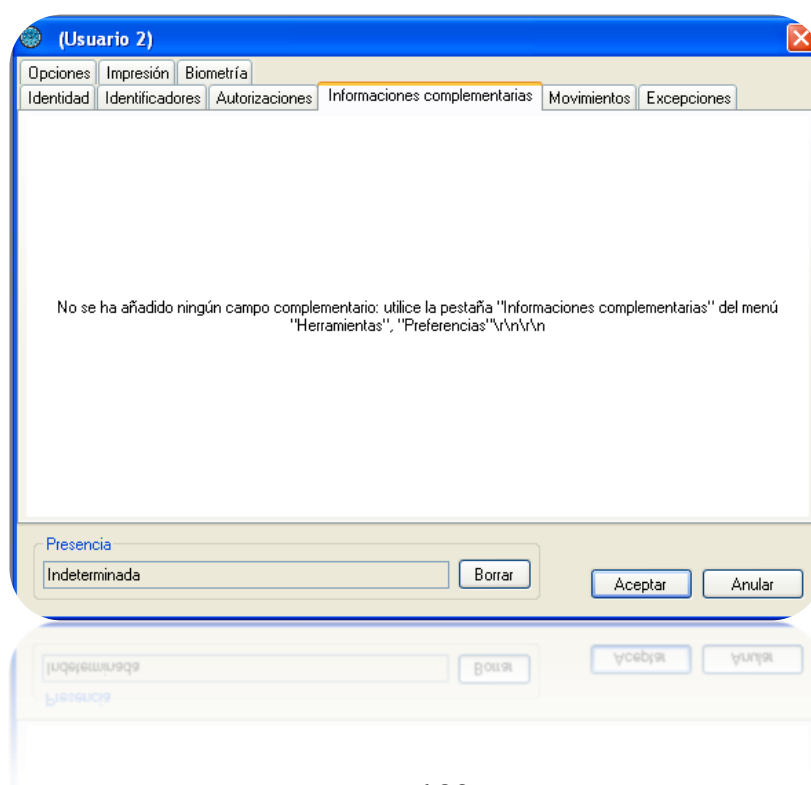 (Usuario 2)
Opciones Impresión Biometría
Identidad Identificadores Autorizaciones Informaciones complementarias Movimientos Excepciones
No se ha añadido ningún campo complementario: utilice la pestaña "Informaciones complementarias" del menú
"Herramientas", "Preferencias"\r\n\r\n
Presencia
Indeterminada Borrar Aceptar Anular